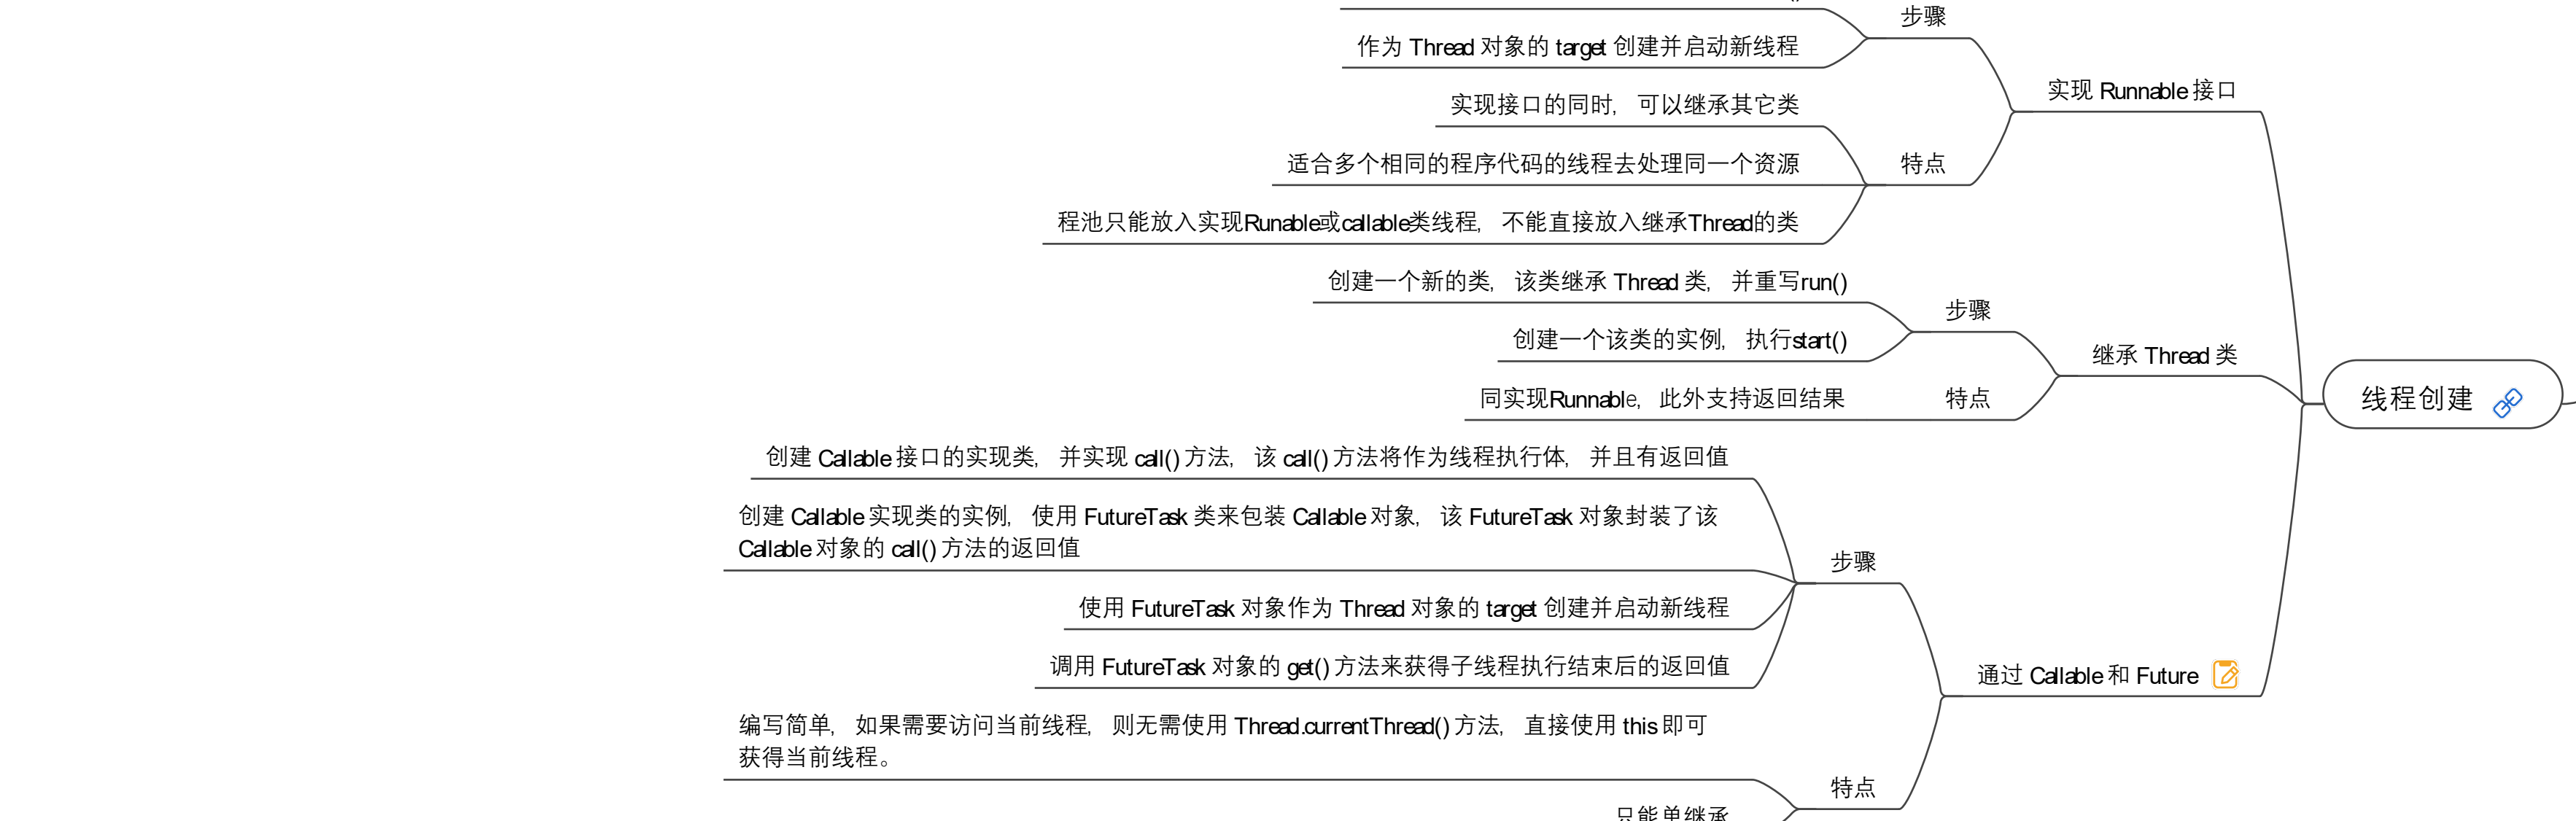 步骤
作为 Thread 对象的 target 创建并启动新线程
实现 Runnable 接口
实现接口的同时, 可以继承其它类
适合多个相同的程序代码的线程去处理同一个资源
特点
程池只能放入实现Runable或callable类线程, 不能直接放入继承Thread的类
创建一个新的类, 该类继承 Thread 类, 并重写run()
步骤
创建一个该类的实例, 执行start()
继承 Thread 类
同实现Runnable, 此外支持返回结果
特点
线程创建
创建 Callable 接口的实现类, 并实现 call() 方法, 该 call() 方法将作为线程执行体, 并且有返回值
创建 Callable 实现类的实例, 使用 FutureTask 类来包装 Callable 对象, 该 FutureTask 对象封装了该
Callable 对象的 call() 方法的返回值
步骤
使用 FutureTask 对象作为 Thread 对象的 target 创建并启动新线程
调用 FutureTask 对象的 get() 方法来获得子线程执行结束后的返回值
通过 Callable 和 Future
编写简单, 如果需要访问当前线程, 则无需使用 Thread.currentThread() 方法, 直接使用 this 即可
获得当前线程。
特点
只能单继承